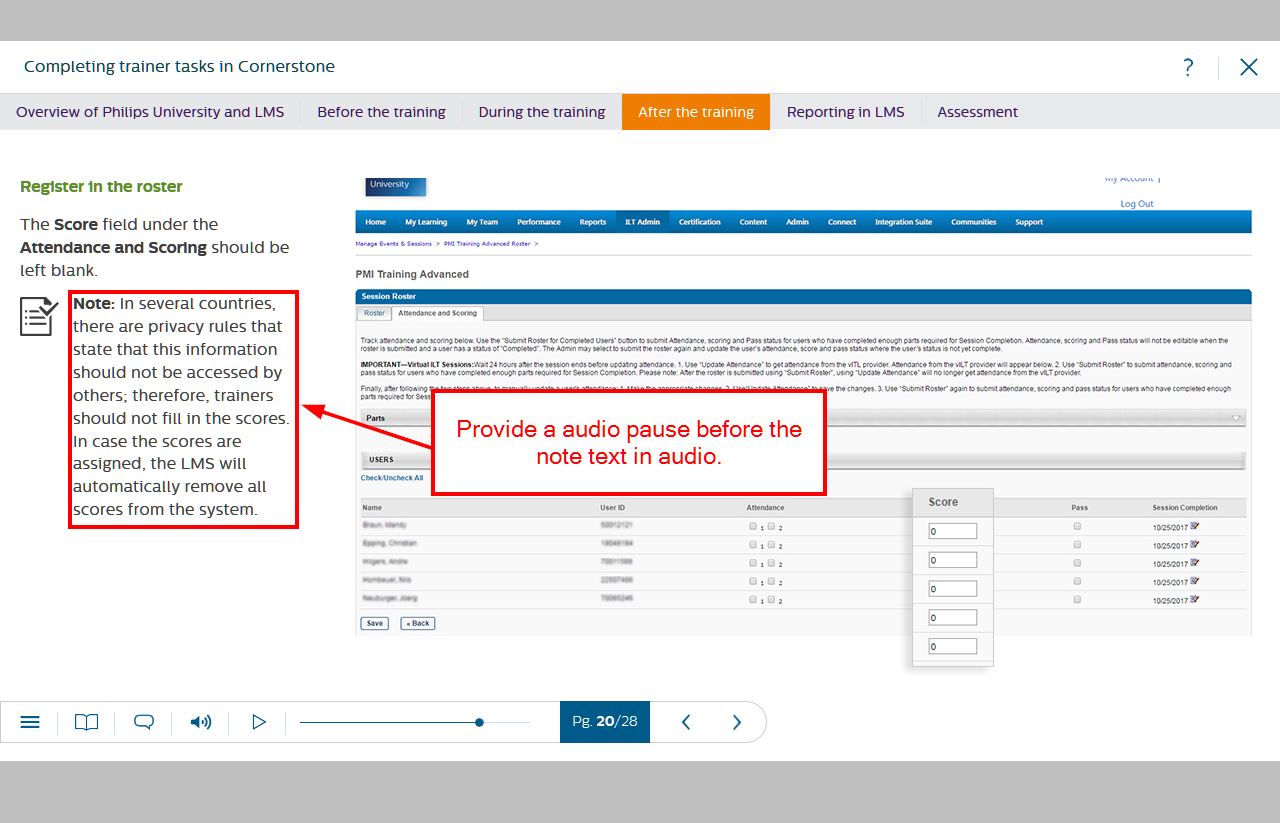 Completing trainer tasks in Cornerstone
?
Overview of Philips University and LMS
Before the training
During the training
After the training
Reporting in LMS
Assessment
Register in the roster
The Score field under the
Attendance and Scoring should be
left blank.
Note: In several countries,
there are privacy rules that
state that this information
should not be accessed by
others; therefore, trainers
should not fill in the scores.
In case the scores are
assigned, the LMS will
automatically remove all
scores from the system.
University
My Account |
Log Out
Home My Learning My Team Performance Reports ILT Admin Certification Content Admin Connect Integration Suite Communities Support
Manage Events & Sessions > PMI Training Advanced Roster >
PMI Training Advanced
Session Roster
Roster Attendance and Scoring
Track attendance and scoring below. Use the "Submit Roster for Completed Users" button to submit Attendance, scoring and Pass status for users who have completed enough parts required for Session Completion. Attendance, scoring and Pass status will not be editable when the
roster is submitted and a user has a status of "Completed". The Admin may select to submit the roster again and update the user's attendance, score and pass status where the user's status is not yet complete.
IMPORTANT—Virtual ILT Sessions:Wait 24 hours after the session ends before updating attendance. 1. Use "Update Attendance" to get attendance from the vITL provider. Attendance from the vILT provider will appear below. 2. Use "Submit Roster" to submit attendance, scoring and
pass status for users who have completed enough parts required for Session Completion. Please note: After the roster is submitted using "Submit Roster", using "Update Attendance" will no longer get attendance from the vILT provider.
Finally, after following the two steps above, to manually update a user's attendance: 1. Make the appropriate changes. 2. Use"Update Attendance" to save the changes. 3. Use "Submit Roster" again to submit attendance, scoring and pass status for users who have completed enough
parts required for
Parts
Provide a audio pause before the
note text in audio.
USERS
Check/Uncheck All
Name User ID Attendance Score Pass Session Completion
Braun, Mandy 1 2 0 10/25/2017
Epping, Christian 1 2 0 10/25/2017
Hilgers, Andre 1 2 0 10/25/2017
1 2 0 10/25/2017
Neuburger, Joerg 1 2 0 10/25/2017
Save « Back
Pg. 20/28